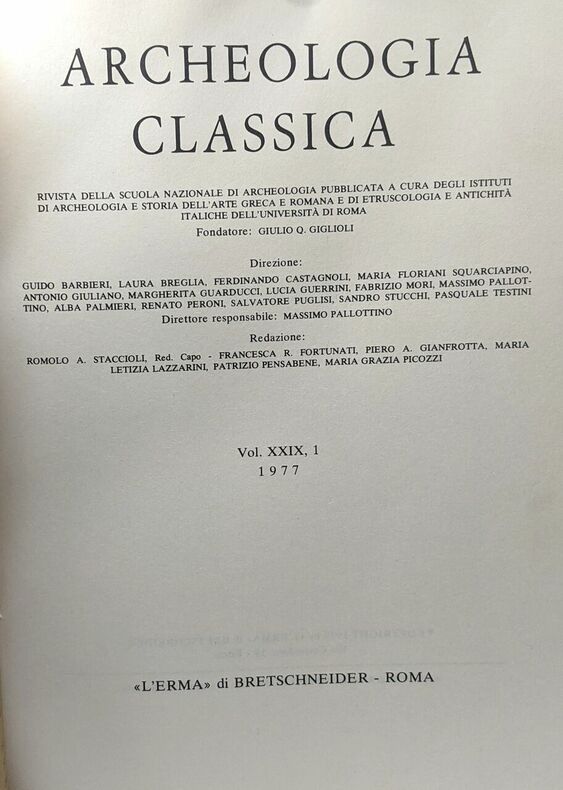 ARCHEOLOGIA
CLASSICA
RIVISTA DELLA SCUOLA NAZIONALE DI ARCHEOLOGIA PUBBLICATA A CURA DEGLI ISTITUTI
DI ARCHEOLOGIA E STORIA DELL'ARTE GRECA E ROMANA E DI ETRUSCOLOGIA E ANTICHITÀ
ITALICHE DELL'UNIVERSITÀ DI ROMA
Fondatore: GIULIO Q. GIGLIOLI
Direzione:
GUIDO BARBIERI, LAURA BREGLIA, FERDINANDO CASTAGNOLI, MARIA FLORIANI SQUARCIAPINO,
ANTONIO GIULIANO, MARGHERITA GUARDUCCI, LUCIA GUERRINI, FABRIZIO MORI, MASSIMO PALLOT-
TINO, ALBA PALMIERI, RENATO PERONI, SALVATORE PUGLISI, SANDRO STUCCHI, PASQUALE TESTINI
Direttore responsabile: MASSIMO PALLOTTINO
Redazione:
ROMOLO A. STACCIOLI, Red. Capo - FRANCESCA R. FORTUNATI, PIERO A. GIANFROTTA, MARIA
LETIZIA LAZZARINI, PATRIZIO PENSABENE, MARIA GRAZIA PICOZZI
Vol. XXIX, 1
1977
«L'ERMA» di BRETSCHNEIDER - ROMA